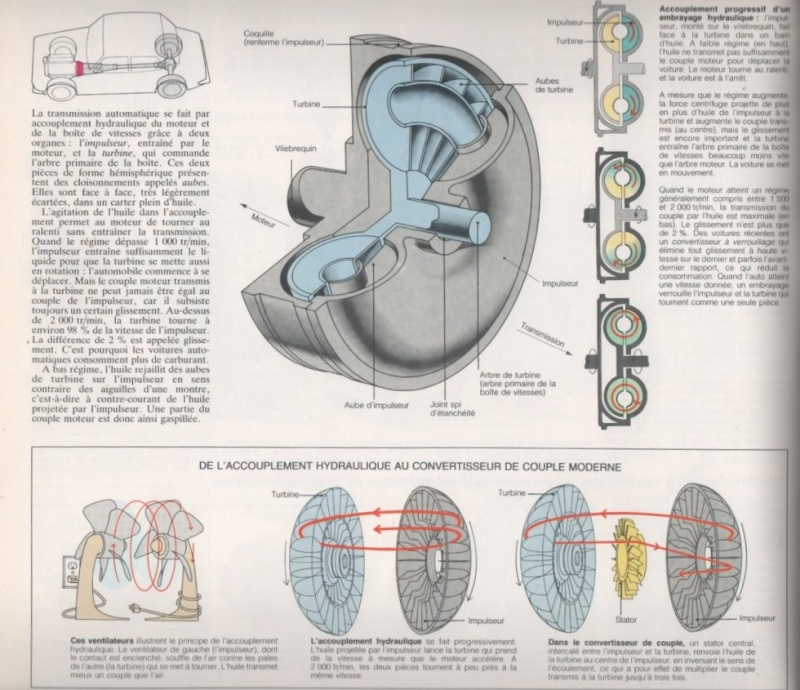 La transmission automatique se fait par
accouplement hydraulique du moteur et
de la boîte de vitesses grâce à deux
organes : l'impulseur, entraîné par le
moteur, et la turbine, qui commande
l'arbre primaire de la boîte. Ces deux
pièces de forme hémisphérique présen-
tent des cloisonnements appelés aubes.
Elles sont face à face, très légèrement
écartées, dans un carter plein d'huile.
L'agitation de l'huile dans l'accouple-
ment permet au moteur de tourner au
ralenti sans entraîner la transmission.
Quand le régime dépasse 1 000 tr/min,
l'impulseur entraîne suffisamment le li-
quide pour que la turbine se mette aussi
en rotation : l'automobile commence à se
déplacer. Mais le couple moteur transmis
à la turbine ne peut jamais être égal au
couple de l'impulseur, car il subsiste
toujours un certain glissement. Au-dessus
de 2 000 tr/min, la turbine tourne à
environ 98 % de la vitesse de l'impulseur.
La différence de 2 % est appelée glisse-
ment. C'est pourquoi les voitures auto-
matiques consomment plus de carburant.
A bas régime, l'huile rejaillit des aubes
de turbine sur l'impulseur en sens
contraire des aiguilles d'une montre,
c'est-à-dire à contre-courant de l'huile
projetée par l'impulseur. Une partie du
couple moteur est donc ainsi gaspillée.
Coquille
(renferme l'impulseur)
Turbine
Vilebrequin
Moteur
Aubes
de turbine
Impulseur
Transmission
Arbre de turbine
(arbre primaire de la
boîte de vitesses)
Joint spi
d'étanchéité
Aube d'impulseur
Impulseur
Turbine
Accouplement progressif d'un
embrayage hydraulique : l'impul-
seur, monté sur le vilebrequin, fait
face à la turbine dans un bain
d'huile. A faible régime (en haut),
l'huile ne transmet pas suffisamment
le couple moteur pour déplacer la
voiture. Le moteur tourne au ralenti
et la voiture est à l'arrêt.
A mesure que le régime augmente,
la force centrifuge projette de plus
en plus d'huile de l'impulseur à la
turbine et augmente le couple trans-
mis (au centre), mais le glissement
est encore important et la turbine
entraîne l'arbre primaire de la boîte
de vitesses beaucoup moins vite
que l'arbre moteur. La voiture se met
en mouvement.
Quand le moteur atteint un régime
généralement compris entre 1 500
et 2 000 tr/min, la transmission du
couple par l'huile est maximale (en
bas). Le glissement n'est plus que
de 2 %. Des voitures récentes ont
un convertisseur à verrouillage qui
élimine tout glissement à haute vi-
tesse sur le dernier et parfois l'avant-
dernier rapport, ce qui réduit la
consommation. Quand l'auto atteint
une vitesse donnée, un embrayage
verrouille l'impulseur et la turbine qui
tournent comme une seule pièce.
DE L'ACCOUPLEMENT HYDRAULIQUE AU CONVERTISSEUR DE COUPLE MODERNE
Turbine
Impulseur
Turbine
Stator
Impulseur
Ces ventilateurs illustrent le principe de l'accouplement
hydraulique. Le ventilateur de gauche (l'impulseur), dont
le contact est enclenché, souffle de l'air contre les pales
de l'autre (la turbine) qui se met à tourner. L'huile transmet
mieux un couple que l'air.
L'accouplement hydraulique se fait progressivement.
L'huile projetée par l'impulseur lance la turbine qui prend
de la vitesse à mesure que le moteur accélère. A
2 000 tr/min, les deux pièces tournent à peu près à la
même vitesse.
Dans le convertisseur de couple, un stator central,
intercalé entre l'impulseur et la turbine, renvoie l'huile de
la turbine au centre de l'impulseur, en inversant le sens de
l'écoulement, ce qui a pour effet de multiplier le couple
transmis à la turbine jusqu'à trois fois.